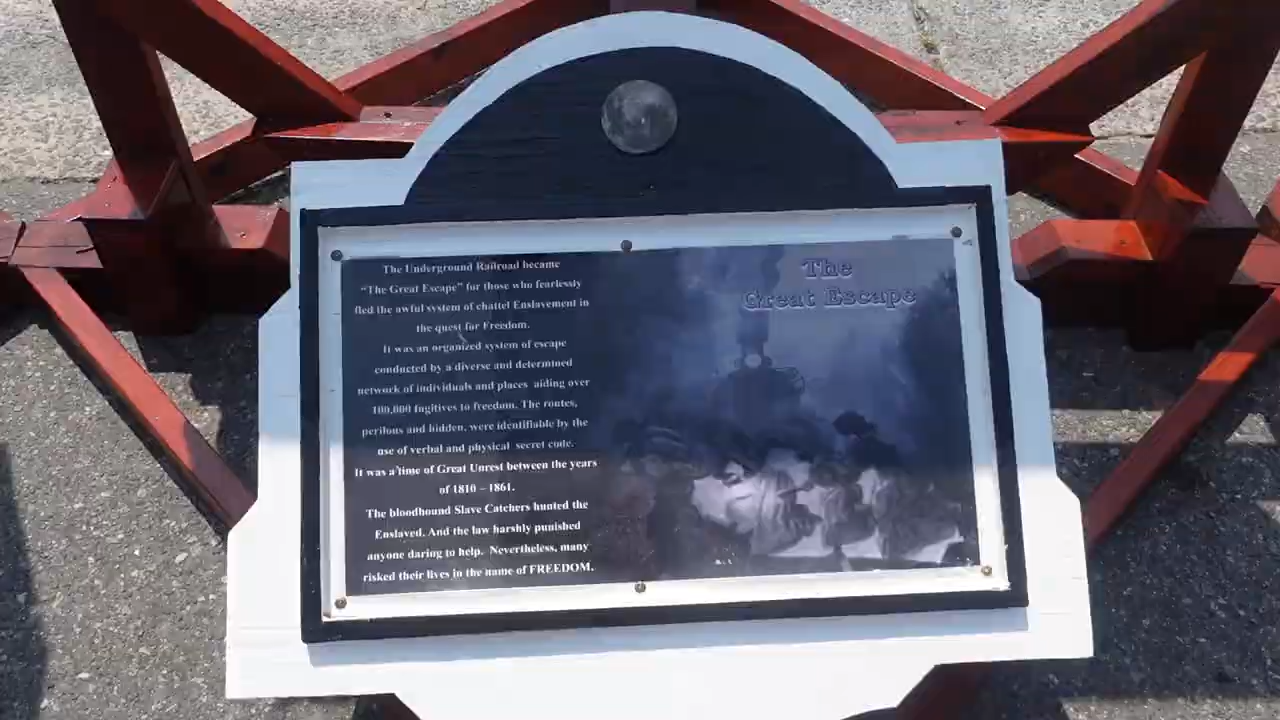 The Underground Railroad became
“The Great Escape” for those who fearlessly
fled the awful system of chattel Enslavement in
the quest for Freedom.
It was an organized system of escape
conducted by a diverse and determined
network of individuals and places aiding over
100,000 fugitives to freedom. The routes,
perilous and hidden, were identifiable by the
use of verbal and physical secret code.
It was a time of Great Unrest between the years
of 1810 – 1861.
The bloodhound Slave Catchers hunted the
Enslaved. And the law harshly punished
anyone daring to help. Nevertheless, many
risked their lives in the name of FREEDOM.
The
Great Escape